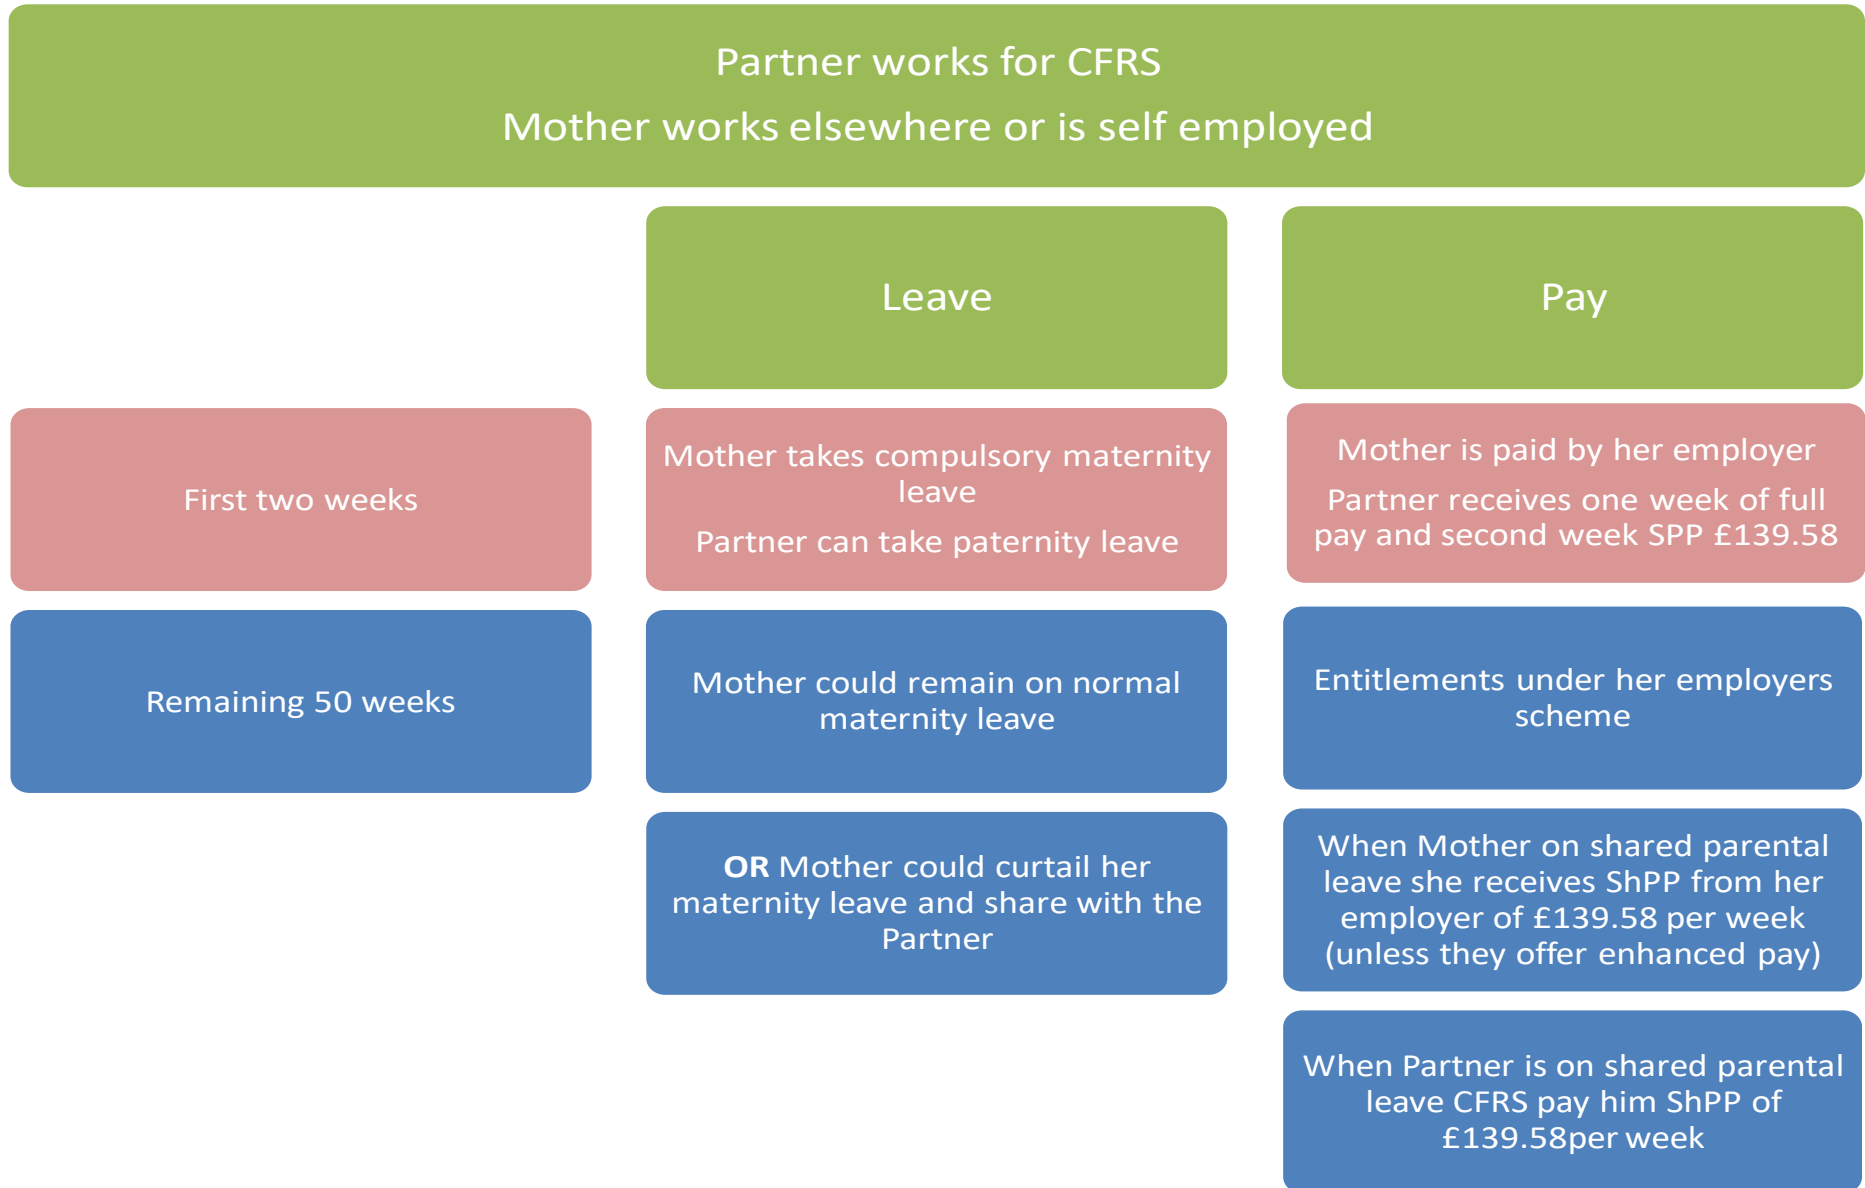 Partner works for CFRS
Mother works elsewhere or is self employed
Leave
Pay
First two weeks
Mother takes compulsory maternity
leave
Partner can take paternity leave
Mother is paid by her employer
Partner receives one week of full
pay and second week SPP £139.58
Remaining 50 weeks
Mother could remain on normal
maternity leave
Entitlements under her employers
scheme
OR Mother could curtail her
maternity leave and share with the
Partner
When Mother on shared parental
leave she receives ShPP from her
employer of £139.58 per week
(unless they offer enhanced pay)
When Partner is on shared parental
leave CFRS pay him ShPP of
£139.58per week